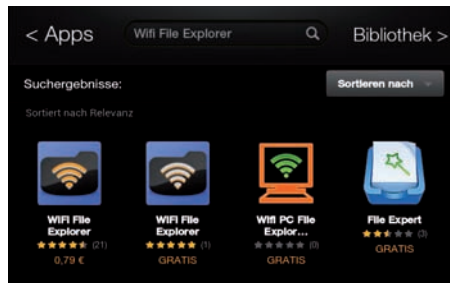 < Apps
Wifi File Explorer
Bibliothek >
Suchergebnisse:
Sortieren nach
Sortiert nach Relevanz
WiFi File Explorer
(21)
0,79 €
WiFi File Explorer
(1)
GRATIS
Wifi PC File Explor...
(0)
GRATIS
File Expert
(3)
GRATIS